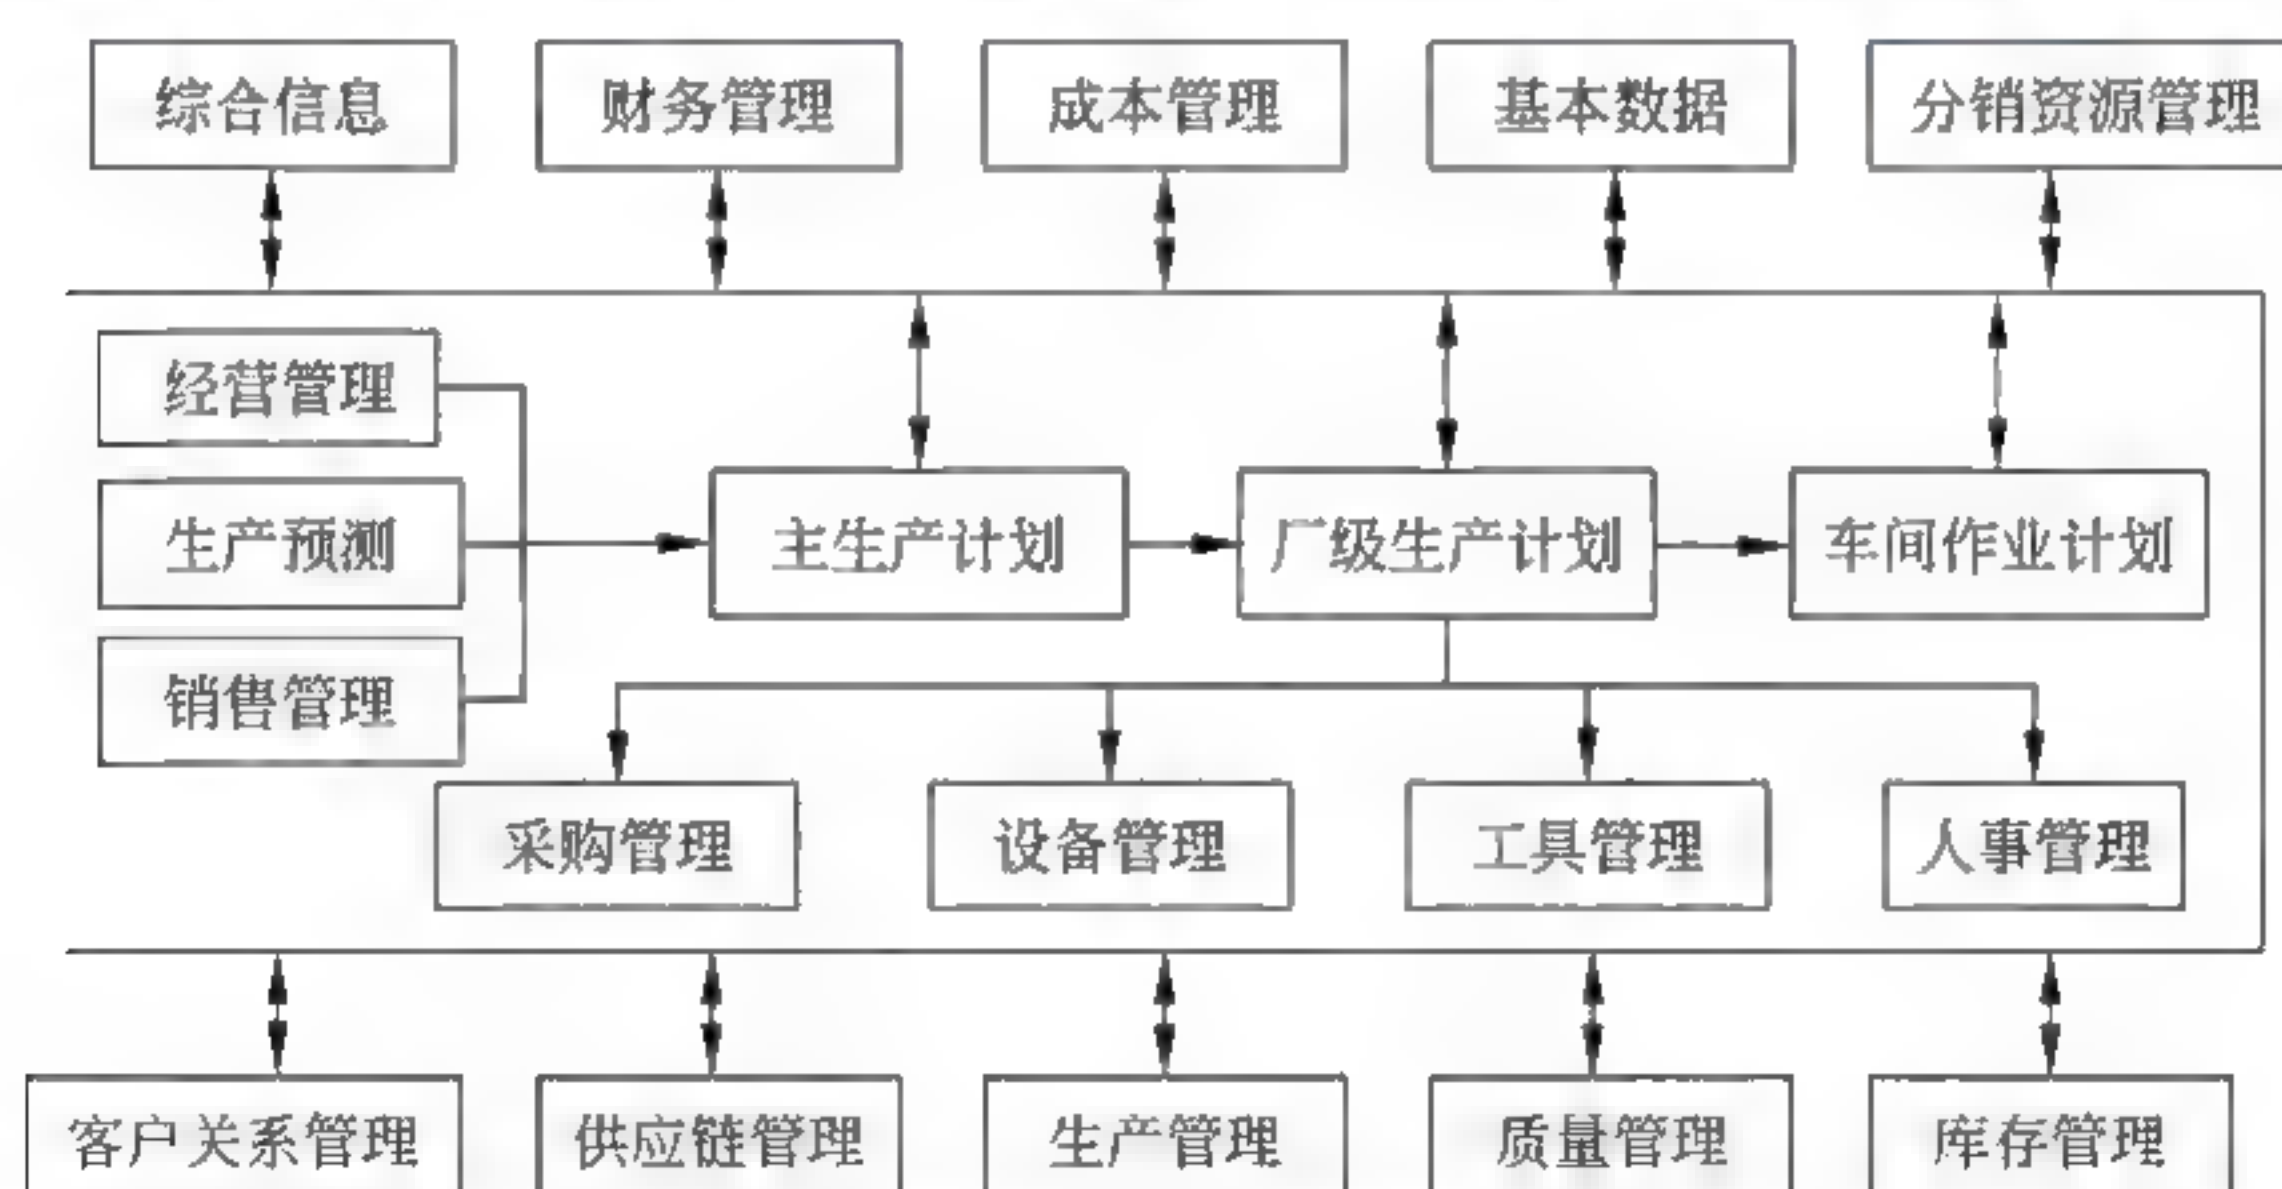 综合信息
财务管理
成本管理
基本数据
分销资源管理
经营管理
生产预测
主生产计划
厂级生产计划
车间作业计划
销售管理
采购管理
设备管理
工具管理
人事管理
客户关系管理
供应链管理
生产管理
质量管理
库存管理